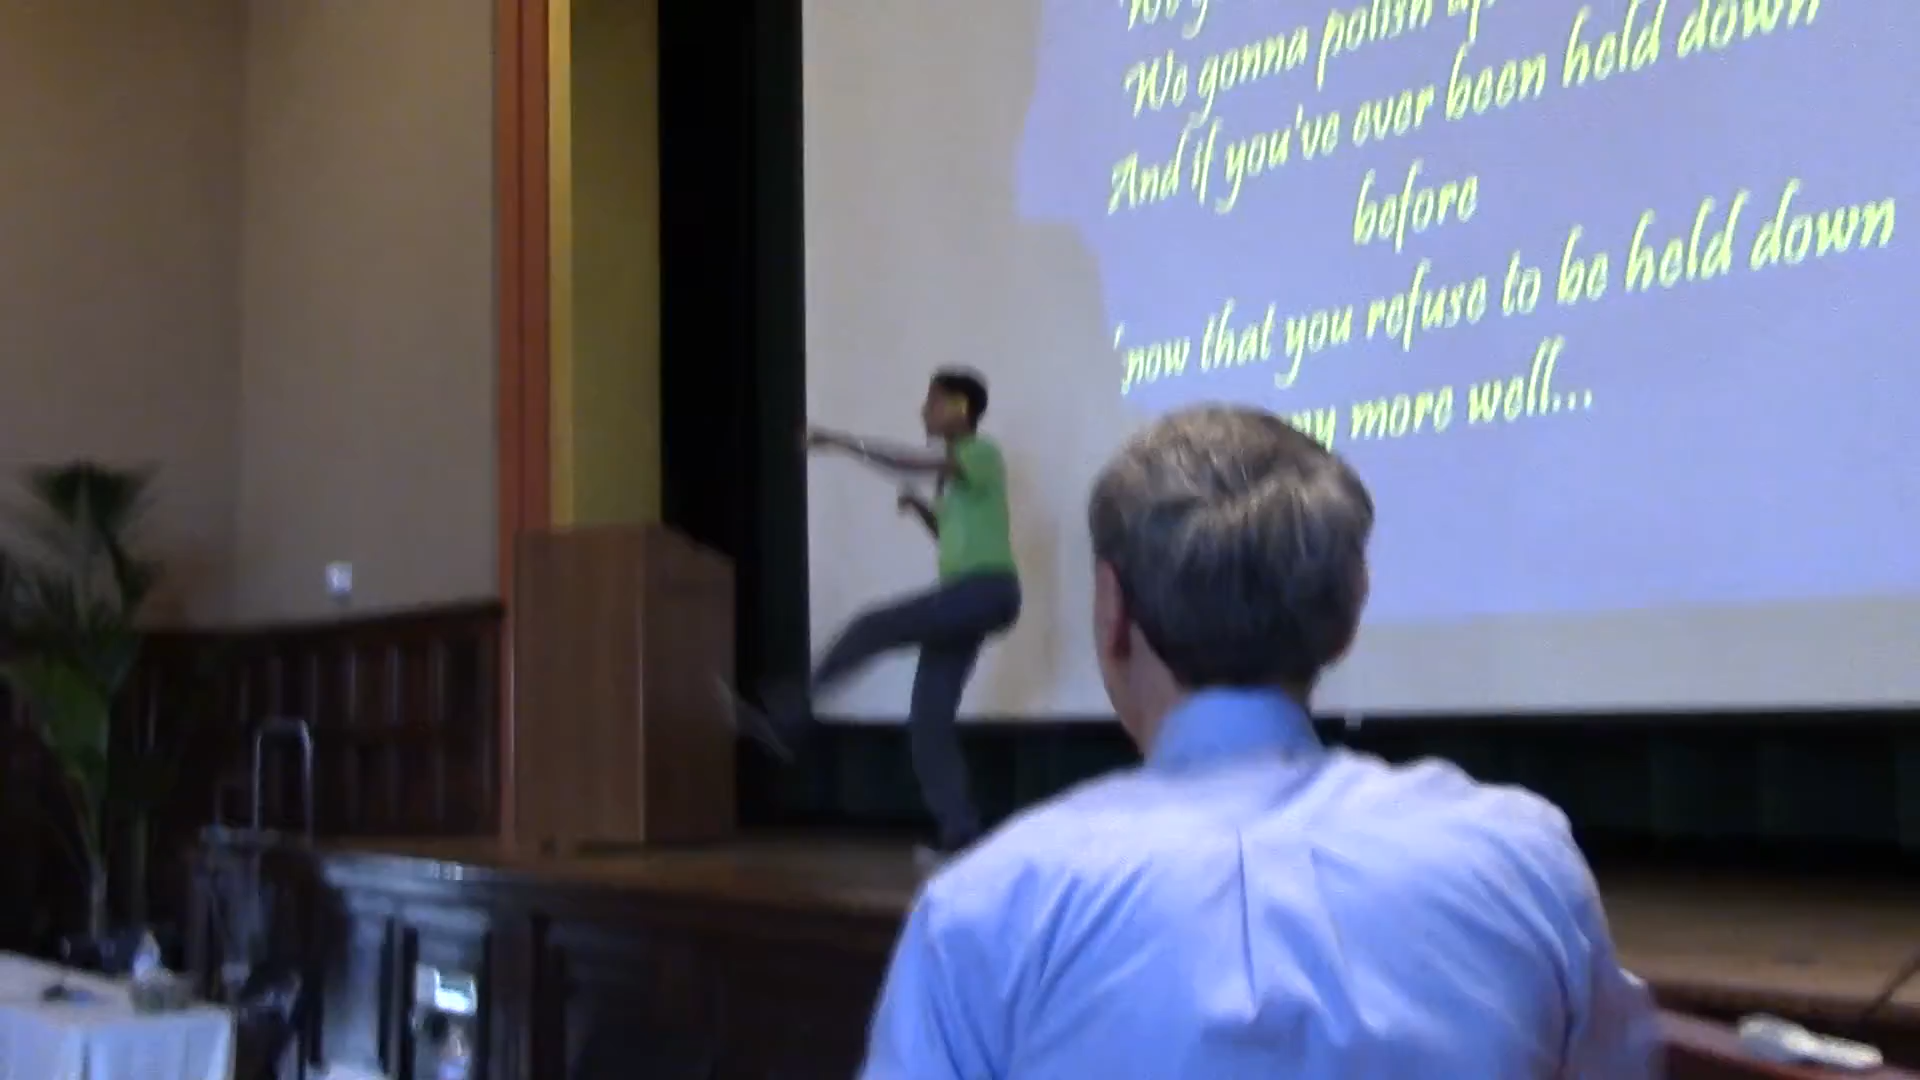 We gonna polish
And if you've ever been held down
before
now that you refuse to be held down
more well...